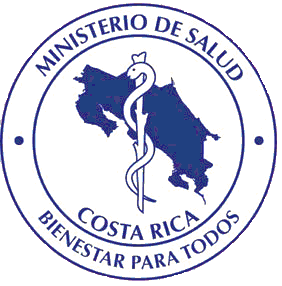 MINISTERIO DE SALUD
COSTA RICA
BIENESTAR PARA TODOS